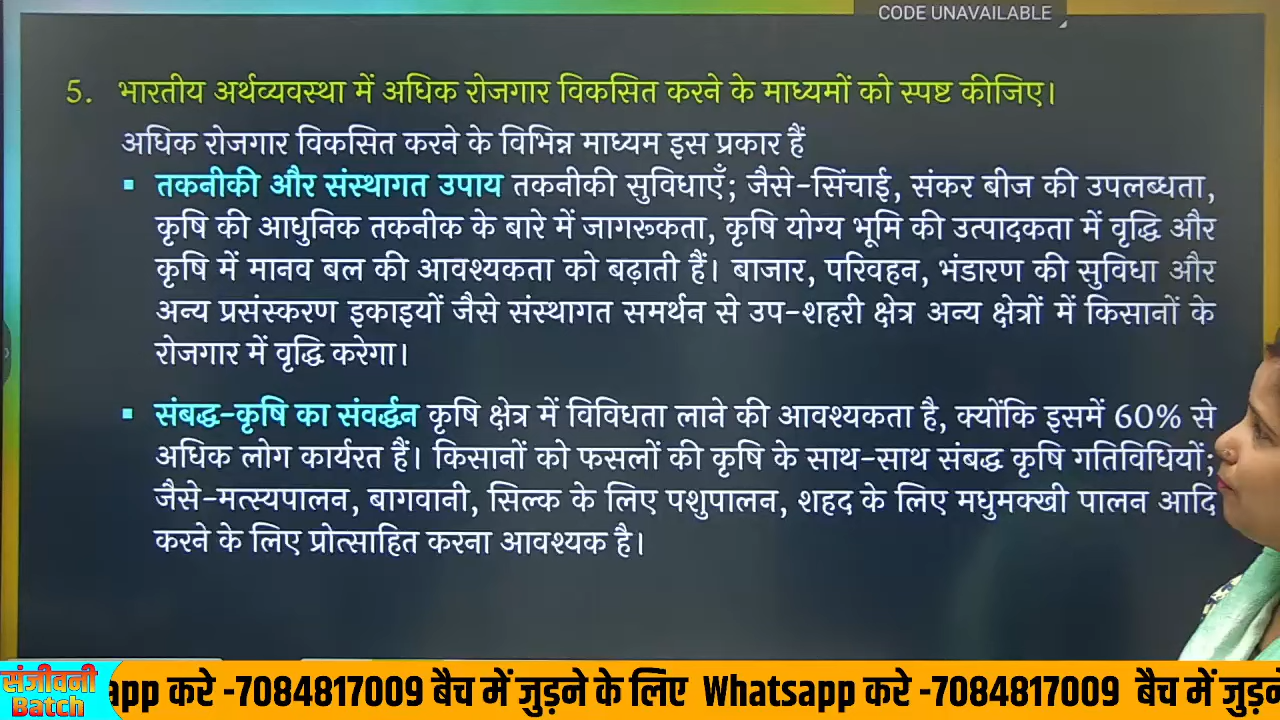 CODE UNAVAILABLE
5. भारतीय अर्थव्यवस्था में अधिक रोजगार विकसित करने के माध्यमों को स्पष्ट कीजिए।
अधिक रोजगार विकसित करने के विभिन्न माध्यम इस प्रकार हैं
▪ तकनीकी और संस्थागत उपाय तकनीकी सुविधाएँ; जैसे-सिंचाई, संकर बीज की उपलब्धता,
कृषि की आधुनिक तकनीक के बारे में जागरूकता, कृषि योग्य भूमि की उत्पादकता में वृद्धि और
कृषि में मानव बल की आवश्यकता को बढ़ाती हैं। बाजार, परिवहन, भंडारण की सुविधा और
अन्य प्रसंस्करण इकाइयों जैसे संस्थागत समर्थन से उप-शहरी क्षेत्र अन्य क्षेत्रों में किसानों के
रोजगार में वृद्धि करेगा।
▪ संबद्ध-कृषि का संवर्द्धन कृषि क्षेत्र में विविधता लाने की आवश्यकता है, क्योंकि इसमें 60% से
अधिक लोग कार्यरत हैं। किसानों को फसलों की कृषि के साथ-साथ संबद्ध कृषि गतिविधियों;
जैसे-मत्स्यपालन, बागवानी, सिल्क के लिए पशुपालन, शहद के लिए मधुमक्खी पालन आदि
करने के लिए प्रोत्साहित करना आवश्यक है।
संजीवनी
Batch
app करे -7084817009 बैच में जुड़ने के लिए Whatsapp करे -7084817009 बैच में जुड़ने